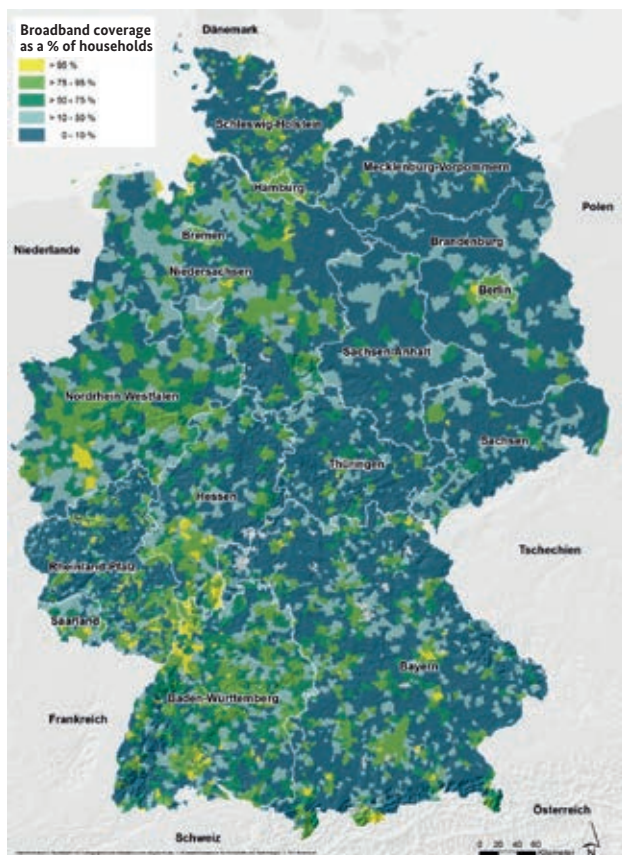 Broadband coverage
as a % of households
> 95 %
> 75 - 95 %
> 50 - 75 %
> 10 - 50 %
0 - 10 %
Dänemark
Schleswig-Holstein
Mecklenburg-Vorpommern
Hamburg
Polen
Bremen
Brandenburg
Niederlande
Niedersachsen
Berlin
Sachsen-Anhalt
Nordrhein-Westfalen
Sachsen
Thüringen
Hessen
Tschechien
Rheinland-Pfalz
Saarland
Bayern
Baden-Württemberg
Frankreich
Österreich
Schweiz
0 20 40 60
N